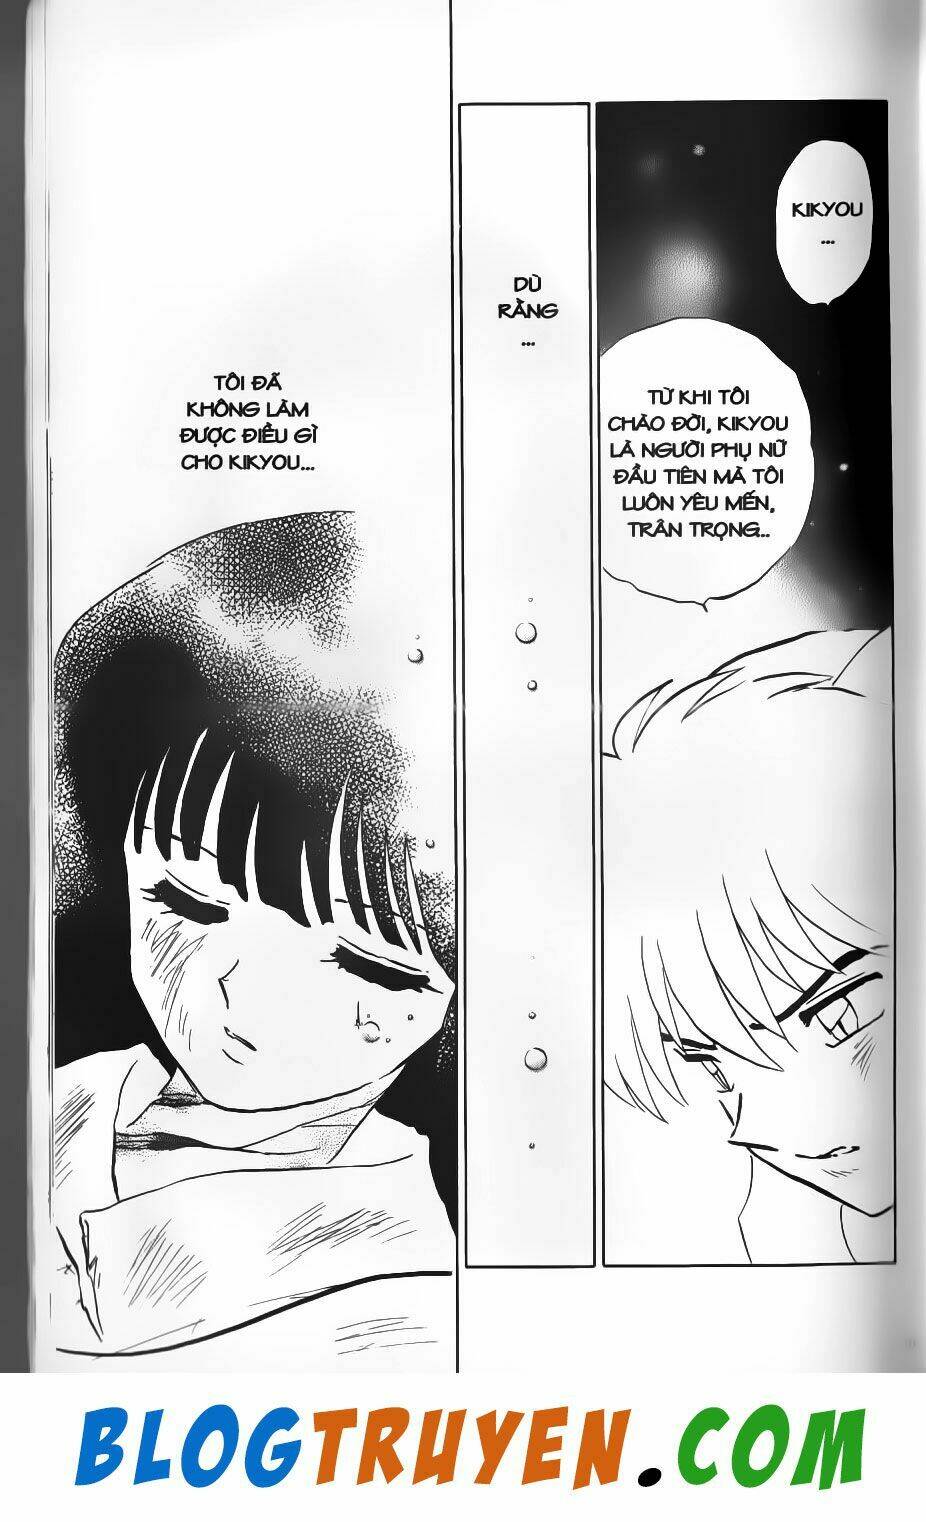 KIKYOU
...
TỪ KHI TÔI
CHÀO ĐỜI, KIKYOU
LÀ NGƯỜI PHỤ NỮ
ĐẦU TIÊN MÀ TÔI
LUÔN YÊU MẾN,
TRÂN TRỌNG...
DÙ
RẰNG
...
TÔI ĐÃ
KHÔNG LÀM
ĐƯỢC ĐIỀU GÌ
CHO KIKYOU...
BLOGTRUYEN.COM